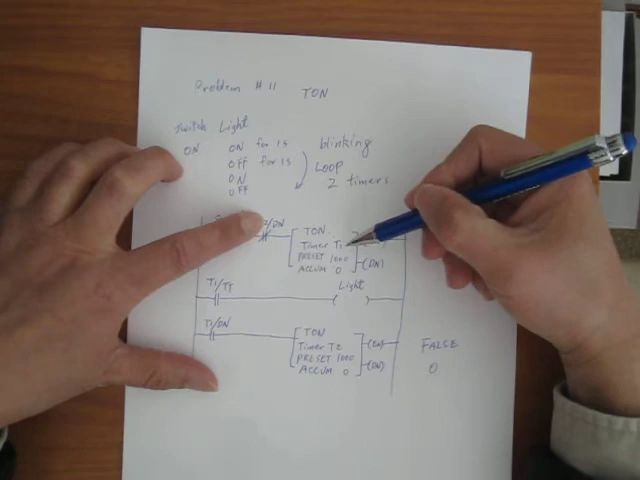 Problem # 11 TON
Switch Light
ON ON for 1s blinking
OFF for 1s LOOP
ON 2 timers
OFF
/DN TON
Timer T1
PRESET 1000 (DN)
ACCUM 0
Light
T1/TT
T1/DN
TON
Timer T2 (EN)
PRESET 1000 (DN)
ACCUM 0
FALSE
0